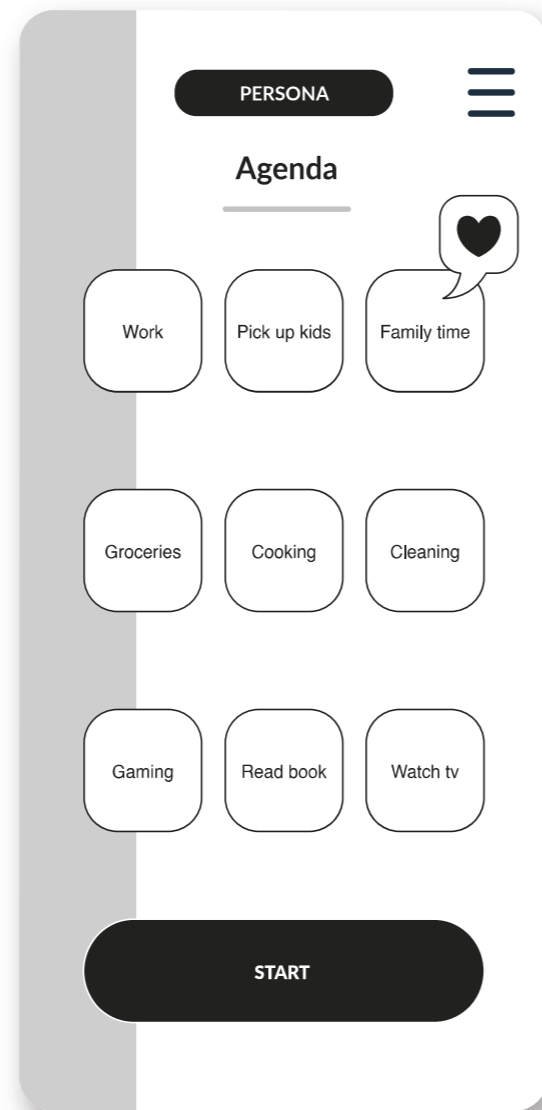 PERSONA
Agenda
Work
Pick up kids
Family time
Groceries
Cooking
Cleaning
Gaming
Read book
Watch tv
START